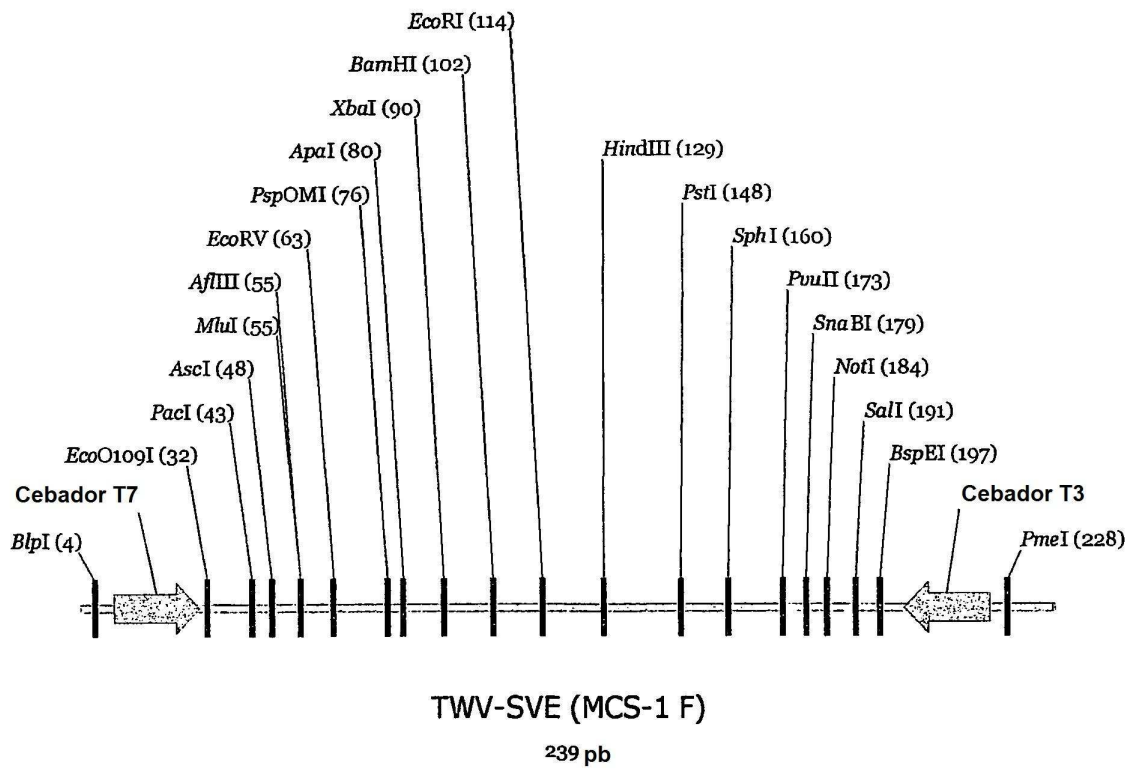 EcoRI (114)
BamHI (102)
XbaI (90)
ApaI (80)
HindIII (129)
PspOMI (76)
PstI (148)
EcoRV (63)
SphI (160)
AflIII (55)
PvuII (173)
MluI (55)
SnaBI (179)
AscI (48)
NotI (184)
PacI (43)
SalI (191)
EcoO109I (32)
BspEI (197)
Cebador T7
Cebador T3
BlpI (4)
PmeI (228)
TWV-SVE (MCS-1 F)
239 pb